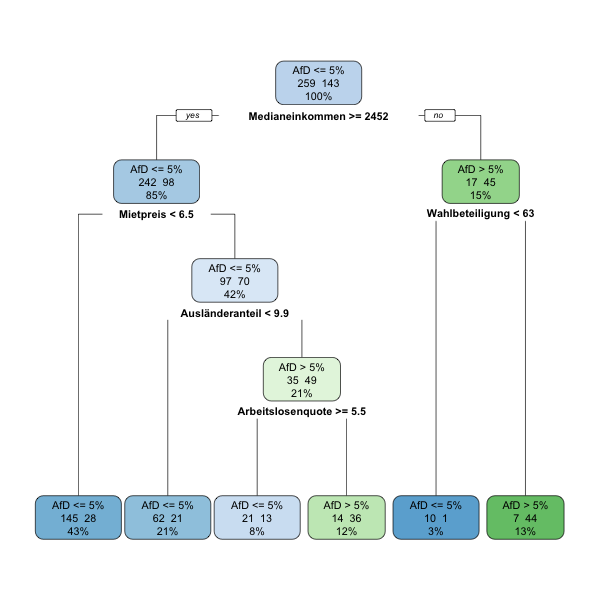 AfD <= 5%
259  143
100%
yes
Medianeinkommen >= 2452
no
AfD <= 5%
242  98
85%
AfD > 5%
17  45
15%
Mietpreis < 6.5
Wahlbeteiligung < 63
AfD <= 5%
97  70
42%
Ausländeranteil < 9.9
AfD > 5%
35  49
21%
Arbeitslosenquote >= 5.5
AfD <= 5%
145  28
43%
AfD <= 5%
62  21
21%
AfD <= 5%
21  13
8%
AfD > 5%
14  36
12%
AfD <= 5%
10  1
3%
AfD > 5%
7  44
13%